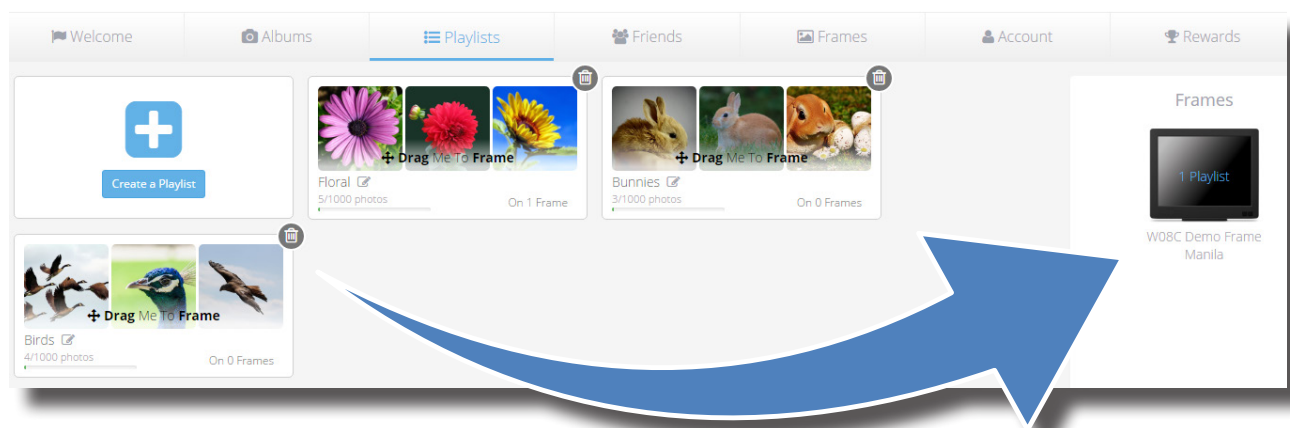 Welcome
Albums
Playlists
Friends
Frames
Account
Rewards
Create a Playlist
Drag Me To Frame
Floral
5/1000 photos
On 1 Frame
Drag Me To Frame
Bunnies
3/1000 photos
On 0 Frames
Drag Me To Frame
Birds
4/1000 photos
On 0 Frames
Frames
1 Playlist
W08C Demo Frame
Manila